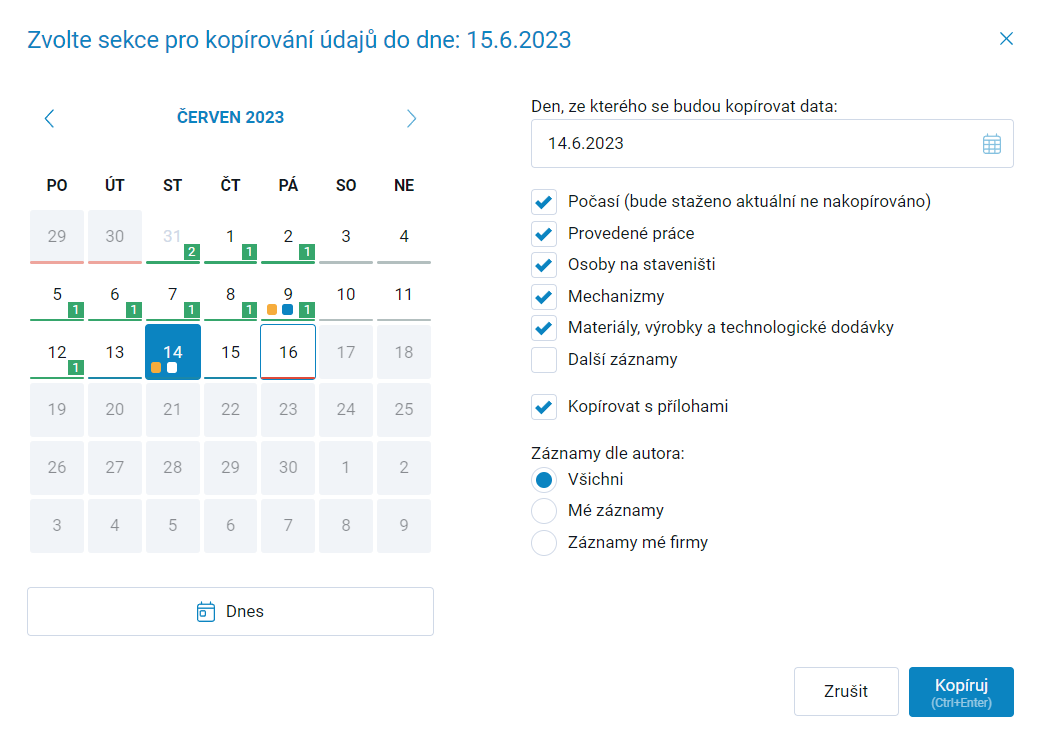 Zvolte sekce pro kopírování údajů do dne: 15.6.2023
ČERVEN 2023
PO ÚT ST ČT PÁ SO NE
29 30 31 2 1 1 2 1 3 4
5 1 6 1 7 1 8 1 9 1 10 11
12 1 13 14 15 16 17 18
19 20 21 22 23 24 25
26 27 28 29 30 1 2
3 4 5 6 7 8 9
Dnes
Den, ze kterého se budou kopírovat data:
14.6.2023
Počasí (bude staženo aktuální ne nakopírováno)
Provedené práce
Osoby na staveništi
Mechanizmy
Materiály, výrobky a technologické dodávky
Další záznamy
Kopírovat s přílohami
Záznamy dle autora:
Všichni
Mé záznamy
Záznamy mé firmy
Zrušit
Kopíruj
(Ctrl+Enter)